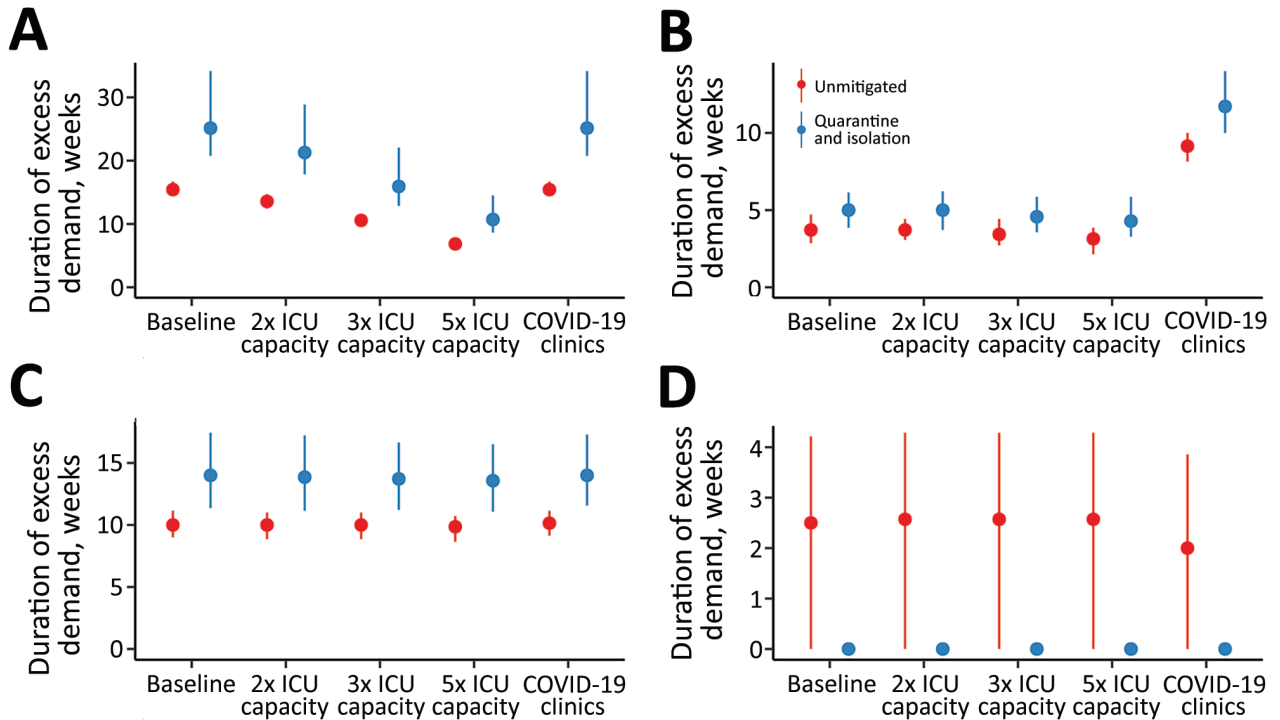 A
Duration of excess
demand, weeks
30
20
10
0
Baseline
2x ICU
capacity
3x ICU
capacity
5x ICU
capacity
COVID-19
clinics
B
Duration of excess
demand, weeks
10
5
0
Unmitigated
Quarantine
and isolation
Baseline
2x ICU
capacity
3x ICU
capacity
5x ICU
capacity
COVID-19
clinics
C
Duration of excess
demand, weeks
15
10
5
0
Baseline
2x ICU
capacity
3x ICU
capacity
5x ICU
capacity
COVID-19
clinics
D
Duration of excess
demand, weeks
4
3
2
1
0
Baseline
2x ICU
capacity
3x ICU
capacity
5x ICU
capacity
COVID-19
clinics